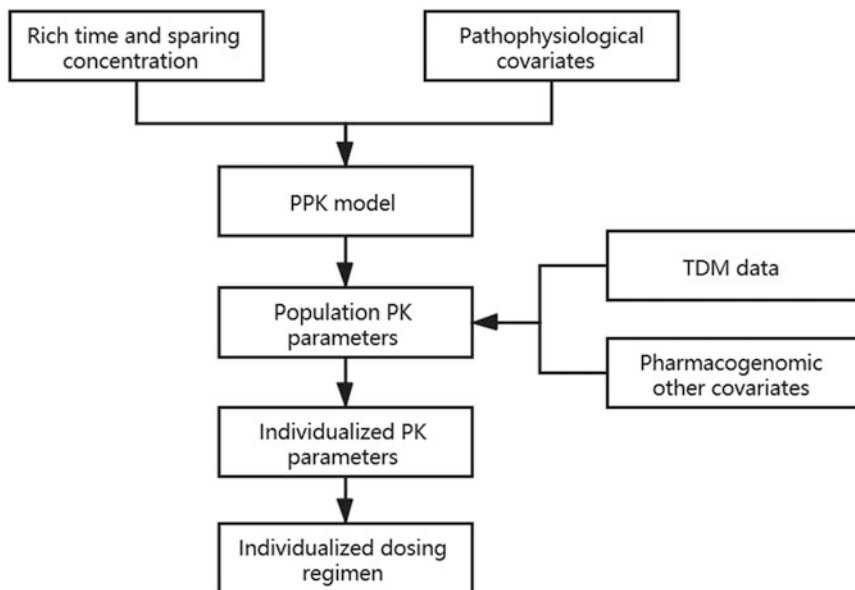 Rich time and sparing
concentration
Pathophysiological
covariates
PPK model
TDM data
Population PK
parameters
Pharmacogenomic
other covariates
Individualized PK
parameters
Individualized dosing
regimen